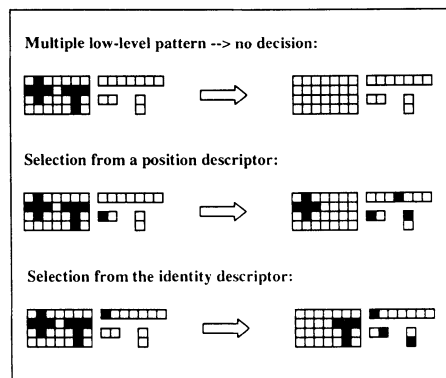 Multiple low-level pattern --> no decision:
Selection from a position descriptor:
Selection from the identity descriptor: